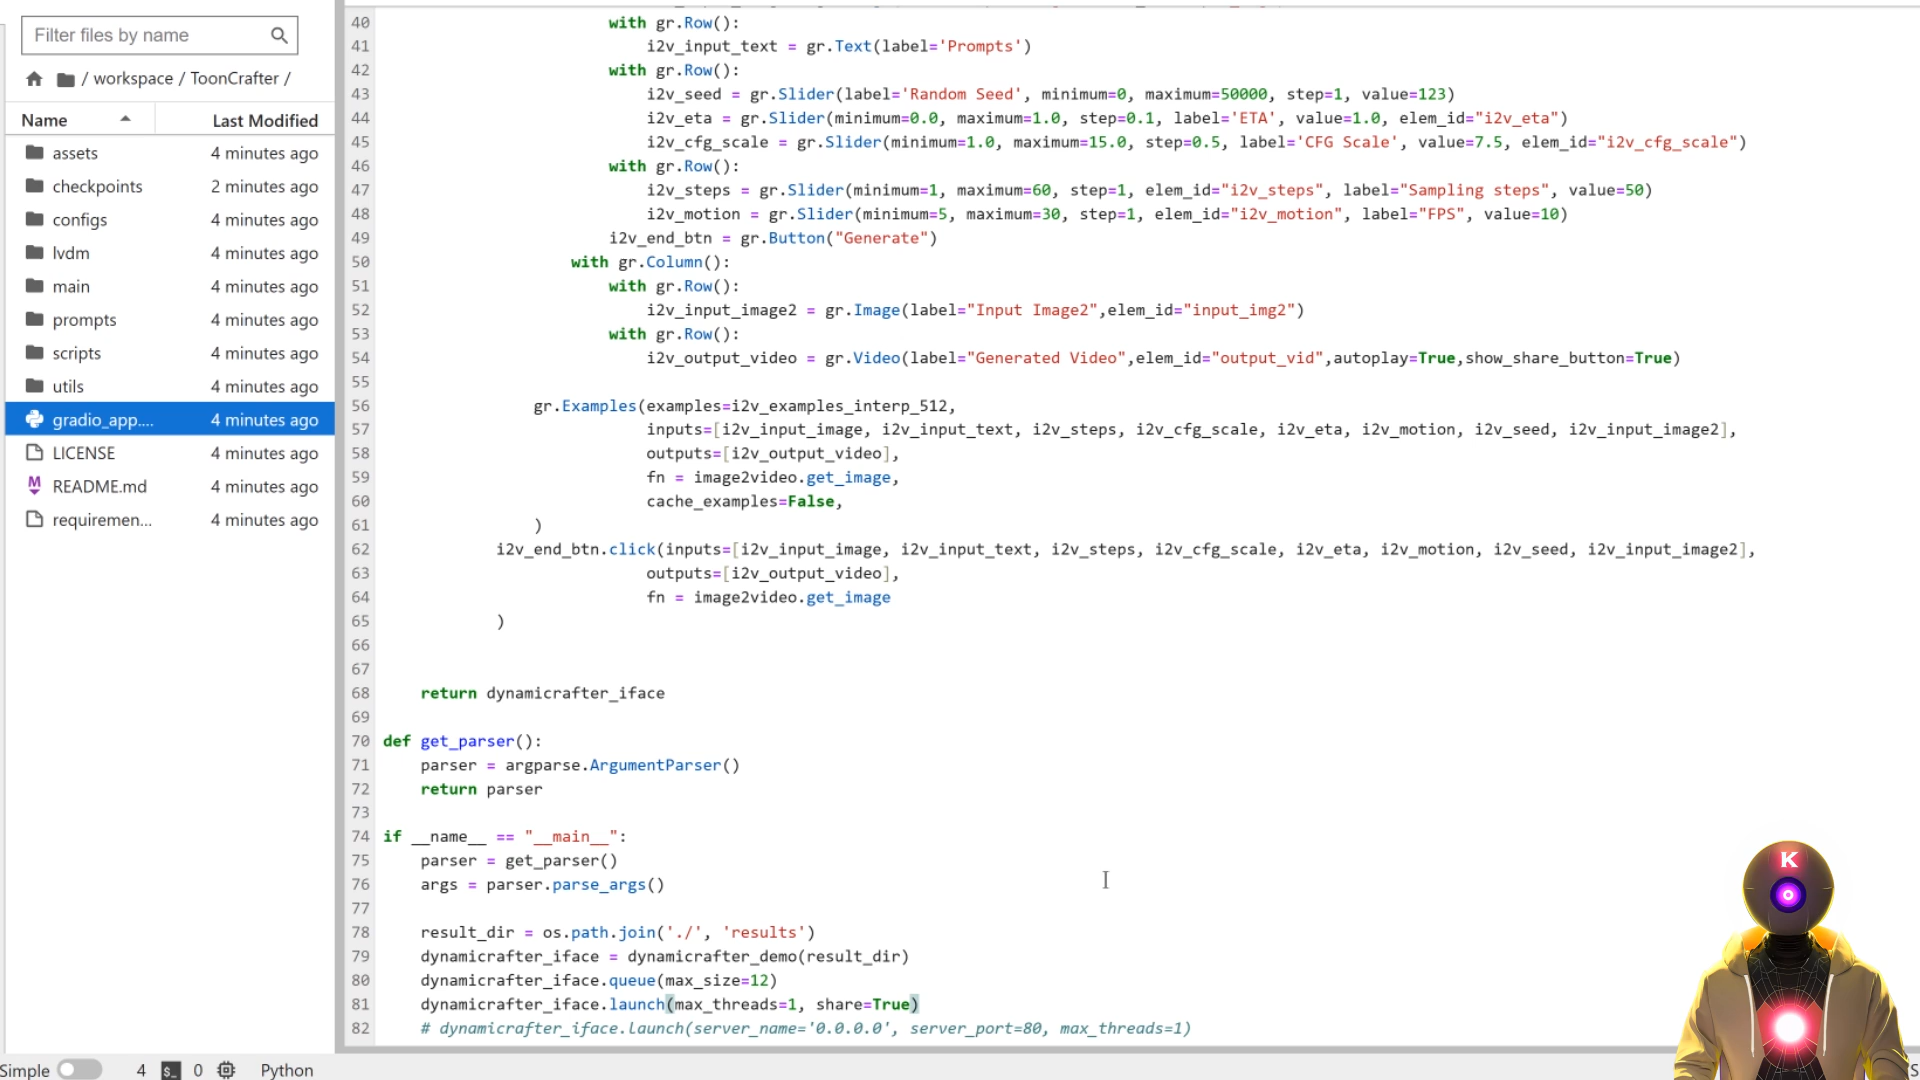 Filter files by name
/ workspace / ToonCrafter /
Name Last Modified
assets 4 minutes ago
checkpoints 2 minutes ago
configs 4 minutes ago
lvdm 4 minutes ago
main 4 minutes ago
prompts 4 minutes ago
scripts 4 minutes ago
utils 4 minutes ago
gradio_app.... 4 minutes ago
LICENSE 4 minutes ago
M README.md 4 minutes ago
requiremen... 4 minutes ago
40 with gr.Row():
41 i2v_input_text = gr.Text(label='Prompts')
42 with gr.Row():
43 i2v_seed = gr.Slider(label='Random Seed', minimum=0, maximum=50000, step=1, value=123)
44 i2v_eta = gr.Slider(minimum=0.0, maximum=1.0, step=0.1, label='ETA', value=1.0, elem_id="i2v_eta")
45 i2v_cfg_scale = gr.Slider(minimum=1.0, maximum=15.0, step=0.5, label='CFG Scale', value=7.5, elem_id="i2v_cfg_scale")
46 with gr.Row():
47 i2v_steps = gr.Slider(minimum=1, maximum=60, step=1, elem_id="i2v_steps", label="Sampling steps", value=50)
48 i2v_motion = gr.Slider(minimum=5, maximum=30, step=1, elem_id="i2v_motion", label="FPS", value=10)
49 i2v_end_btn = gr.Button("Generate")
50 with gr.Column():
51 with gr.Row():
52 i2v_input_image2 = gr.Image(label="Input Image2",elem_id="input_img2")
53 with gr.Row():
54 i2v_output_video = gr.Video(label="Generated Video",elem_id="output_vid",autoplay=True,show_share_button=True)
55
56 gr.Examples(examples=i2v_examples_interp_512,
57 inputs=[i2v_input_image, i2v_input_text, i2v_steps, i2v_cfg_scale, i2v_eta, i2v_motion, i2v_seed, i2v_input_image2],
58 outputs=[i2v_output_video],
59 fn = image2video.get_image,
60 cache_examples=False,
61 )
62 i2v_end_btn.click(inputs=[i2v_input_image, i2v_input_text, i2v_steps, i2v_cfg_scale, i2v_eta, i2v_motion, i2v_seed, i2v_input_image2],
63 outputs=[i2v_output_video],
64 fn = image2video.get_image
65 )
66
67
68 return dynamicrafter_iface
69
70 def get_parser():
71 parser = argparse.ArgumentParser()
72 return parser
73
74 if __name__ == "__main__":
75 parser = get_parser()
76 args = parser.parse_args()
77
78 result_dir = os.path.join('./', 'results')
79 dynamicrafter_iface = dynamicrafter_demo(result_dir)
80 dynamicrafter_iface.queue(max_size=12)
81 dynamicrafter_iface.launch(max_threads=1, share=True)
82 # dynamicrafter_iface.launch(server_name='0.0.0.0', server_port=80, max_threads=1)
K
Simple 4 $_ 0 Python